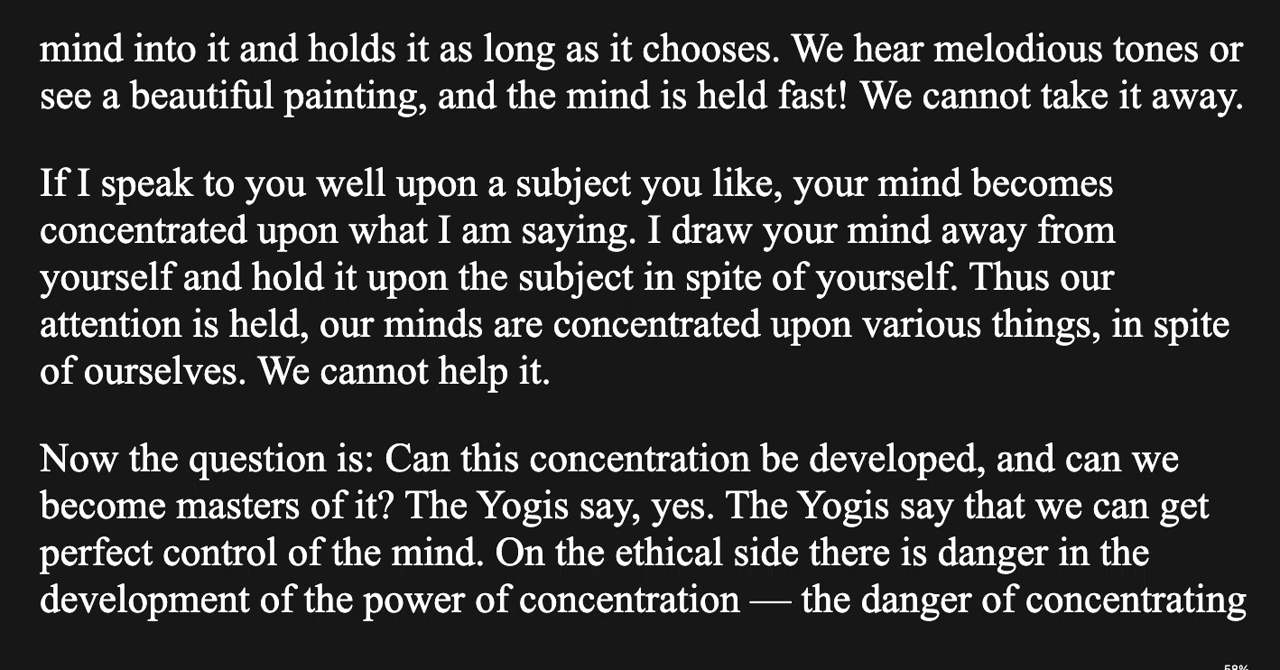 mind into it and holds it as long as it chooses. We hear melodious tones or
see a beautiful painting, and the mind is held fast! We cannot take it away.
If I speak to you well upon a subject you like, your mind becomes
concentrated upon what I am saying. I draw your mind away from
yourself and hold it upon the subject in spite of yourself. Thus our
attention is held, our minds are concentrated upon various things, in spite
of ourselves. We cannot help it.
Now the question is: Can this concentration be developed, and can we
become masters of it? The Yogis say, yes. The Yogis say that we can get
perfect control of the mind. On the ethical side there is danger in the
development of the power of concentration — the danger of concentrating
58%